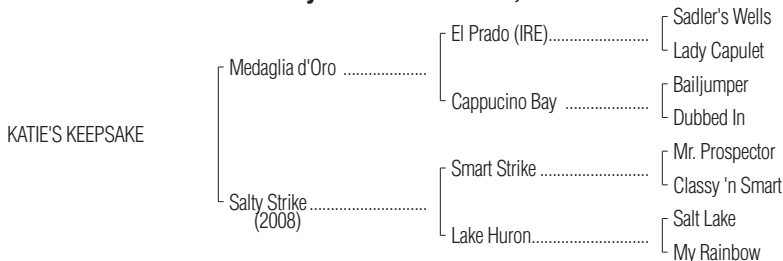 Sadler's Wells
El Prado (IRE)......................
Lady Capulet
Medaglia d'Oro ....................
Bailjumper
Cappucino Bay ..................
Dubbed In
KATIE'S KEEPSAKE
Mr. Prospector
Smart Strike ........................
Classy 'n Smart
Salty Strike ............................
(2008)
Salt Lake
Lake Huron..........................
My Rainbow